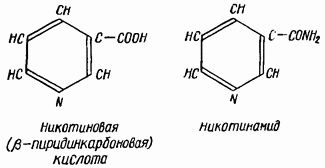 CH CH
HC C—COOH HC C—CONH₂
HC CH HC CH
N N
Никотиновая Никотинамид
(β-пиридинкарбоновая)
кислота